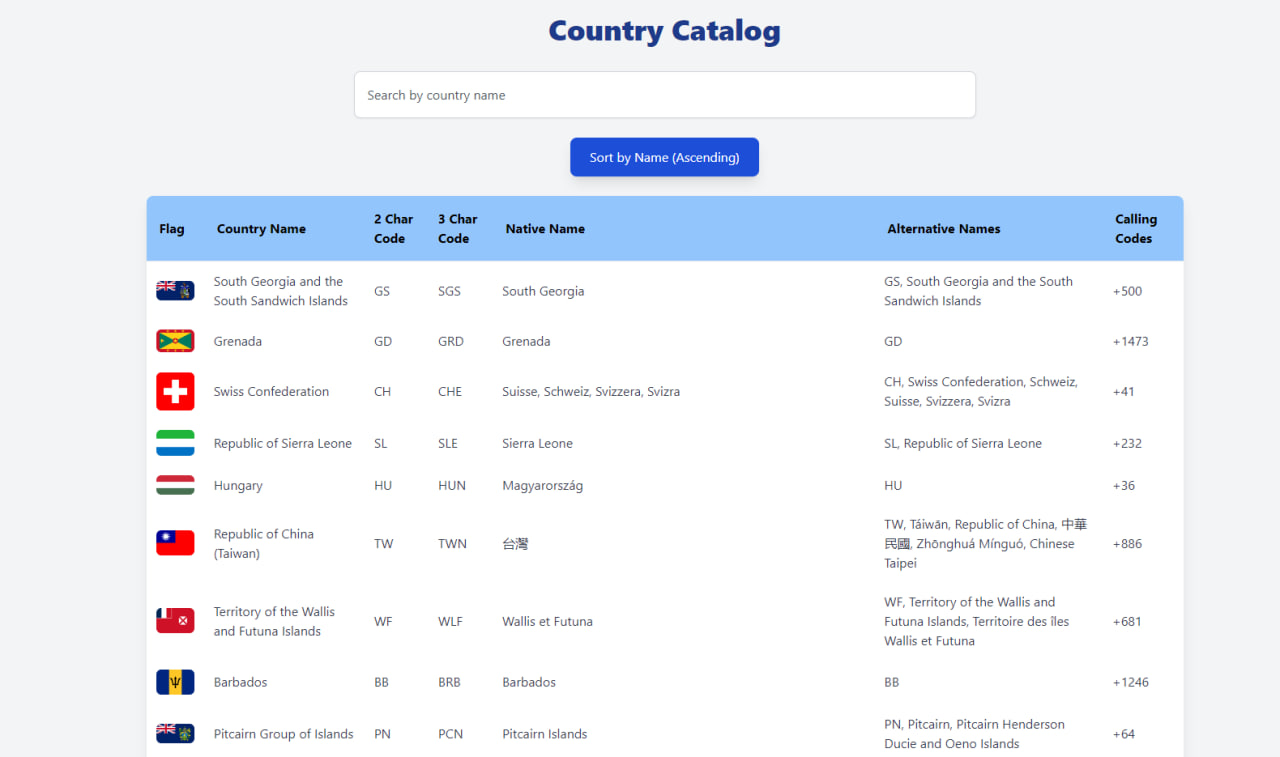 Country Catalog
Search by country name
Sort by Name (Ascending)
Flag Country Name 2 Char Code 3 Char Code Native Name Alternative Names Calling Codes
South Georgia and the South Sandwich Islands GS SGS South Georgia GS, South Georgia and the South Sandwich Islands +500
Grenada GD GRD Grenada GD +1473
Swiss Confederation CH CHE Suisse, Schweiz, Svizzera, Svizra CH, Swiss Confederation, Schweiz, Suisse, Svizzera, Svizra +41
Republic of Sierra Leone SL SLE Sierra Leone SL, Republic of Sierra Leone +232
Hungary HU HUN Magyarország HU +36
Republic of China (Taiwan) TW TWN 台灣 TW, Táiwān, Republic of China, 中華民國, Zhōnghuá Mínguó, Chinese Taipei +886
Territory of the Wallis and Futuna Islands WF WLF Wallis et Futuna WF, Territory of the Wallis and Futuna Islands, Territoire des îles Wallis et Futuna +681
Barbados BB BRB Barbados BB +1246
Pitcairn Group of Islands PN PCN Pitcairn Islands PN, Pitcairn, Pitcairn Henderson Ducie and Oeno Islands +64